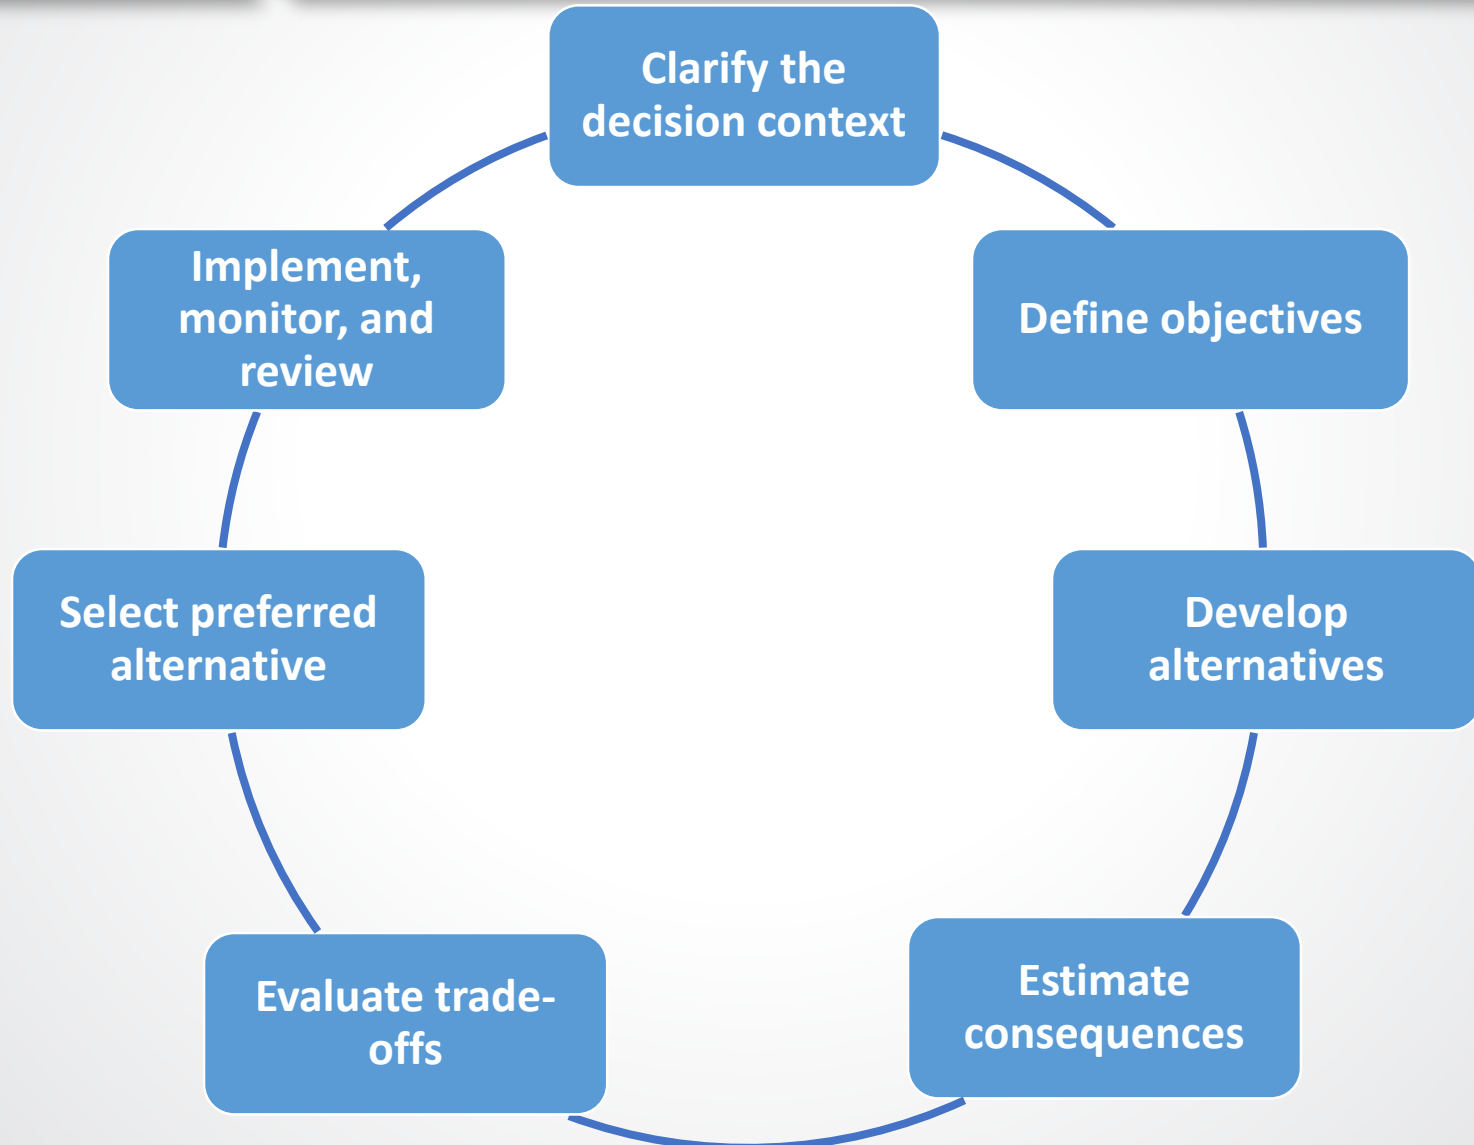 Clarify the
decision context
Define objectives
Develop
alternatives
Estimate
consequences
Evaluate trade-
offs
Select preferred
alternative
Implement,
monitor, and
review